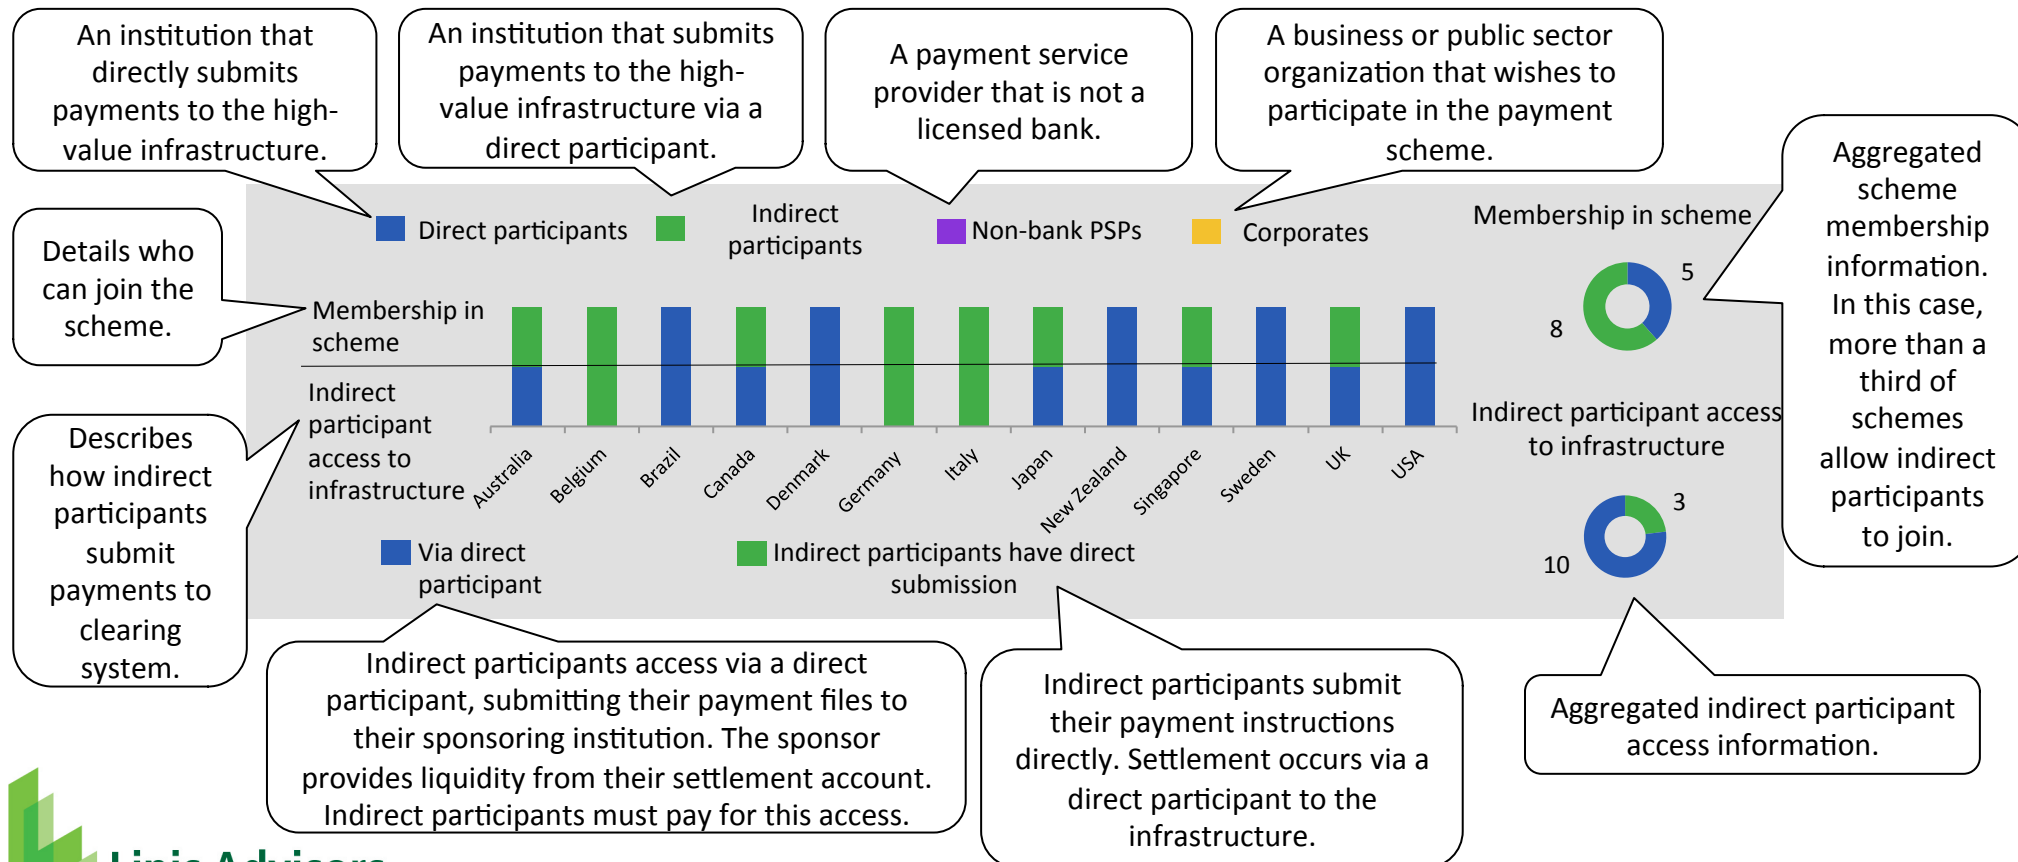 An institution that
directly submits
payments to the high-
value infrastructure.
An institution that submits
payments to the high-
value infrastructure via a
direct participant.
A payment service
provider that is not a
licensed bank.
A business or public sector
organization that wishes to
participate in the payment
scheme.
Aggregated
scheme
membership
information.
In this case,
more than a
third of
schemes
allow indirect
participants
to join.
Details who
can join the
scheme.
Direct participants
Indirect
participants
Non-bank PSPs
Corporates
Membership in scheme
5
8
Membership in
scheme
Indirect
participant
access to
infrastructure
Describes
how indirect
participants
submit
payments to
clearing
system.
Australia
Belgium
Brazil
Canada
Denmark
Germany
Italy
Japan
New Zealand
Singapore
Sweden
UK
USA
Indirect participant access
to infrastructure
3
10
Via direct
participant
Indirect participants have direct
submission
Indirect participants access via a direct
participant, submitting their payment files to
their sponsoring institution. The sponsor
provides liquidity from their settlement account.
Indirect participants must pay for this access.
Indirect participants submit
their payment instructions
directly. Settlement occurs via a
direct participant to the
infrastructure.
Aggregated indirect participant
access information.
Lipis Advisors